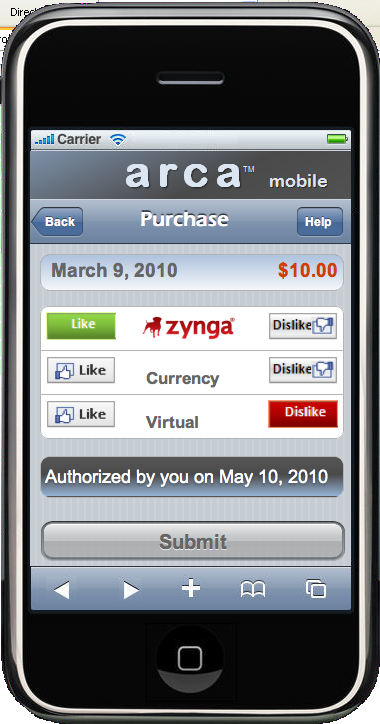 Direc
Carrier
arca™ mobile
Back Purchase Help
March 9, 2010 $10.00
Like zynga® Dislike
Like Currency Dislike
Like Virtual Dislike
Authorized by you on May 10, 2010
Submit